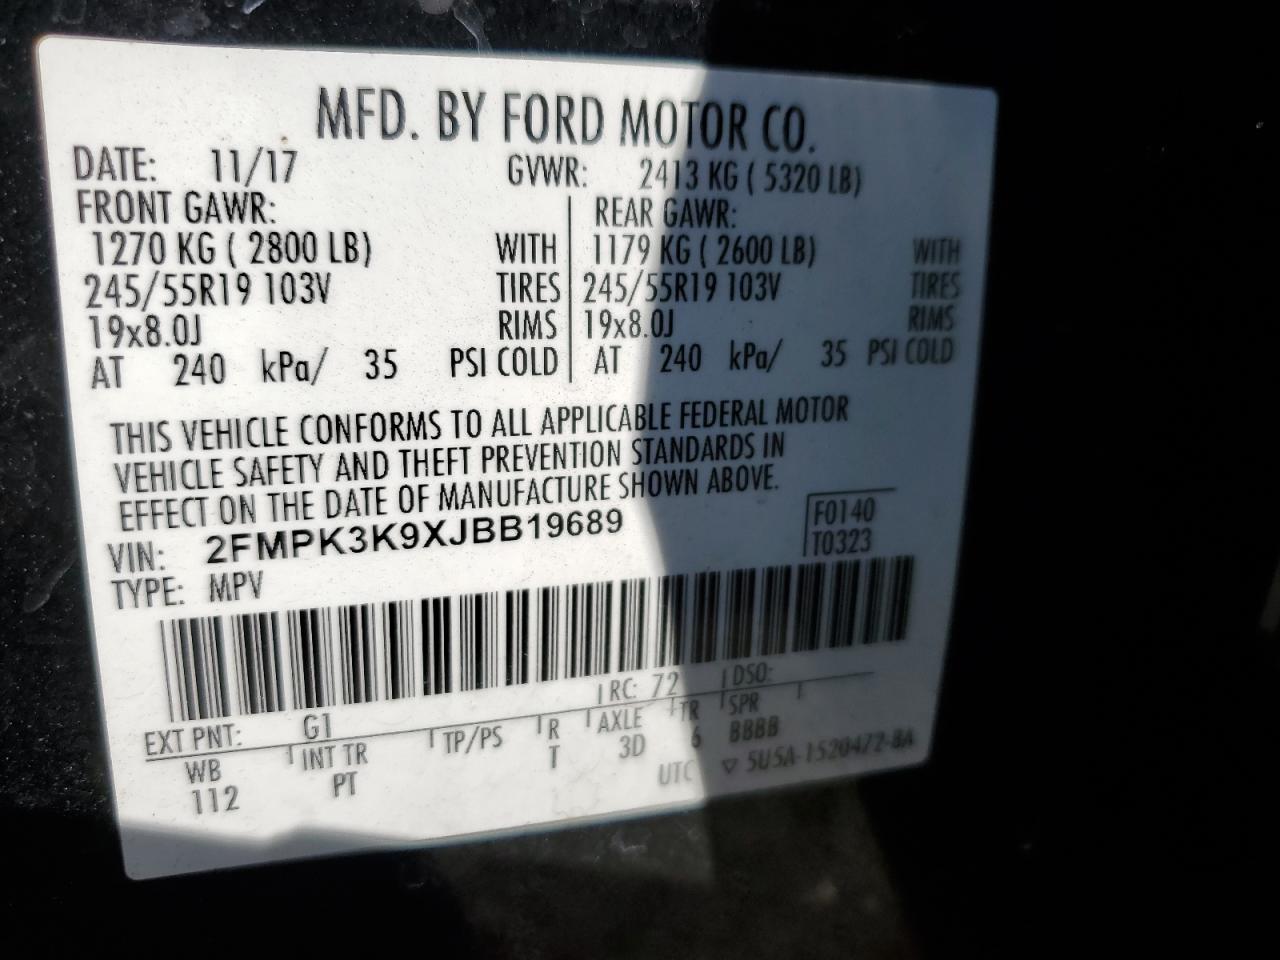 MFD. BY FORD MOTOR CO.
DATE: 11/17 GVWR: 2413 KG ( 5320 LB)
FRONT GAWR: REAR GAWR:
1270 KG ( 2800 LB) WITH 1179 KG ( 2600 LB) WITH
245/55R19 103V TIRES 245/55R19 103V TIRES
19x8.0J RIMS 19x8.0J RIMS
AT 240 kPa/ 35 PSI COLD AT 240 kPa/ 35 PSI COLD
THIS VEHICLE CONFORMS TO ALL APPLICABLE FEDERAL MOTOR
VEHICLE SAFETY AND THEFT PREVENTION STANDARDS IN
EFFECT ON THE DATE OF MANUFACTURE SHOWN ABOVE.
VIN: 2FMPK3K9XJBB19689 F0140
TYPE: MPV T0323
EXT PNT: G1 RC: 72 DSO:
WB INT TR TP/PS R AXLE TR SPR
112 PT T 3D 6 BBBB
UTC ▽ 5U5A-1520472-BA